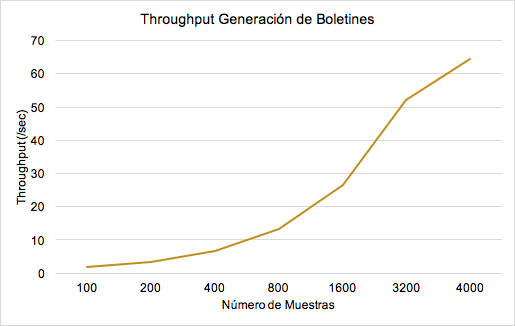 Throughput Generación de Boletines
70
60
50
40
30
20
10
0
Throughput (/sec)
100 200 400 800 1600 3200 4000
Número de Muestras